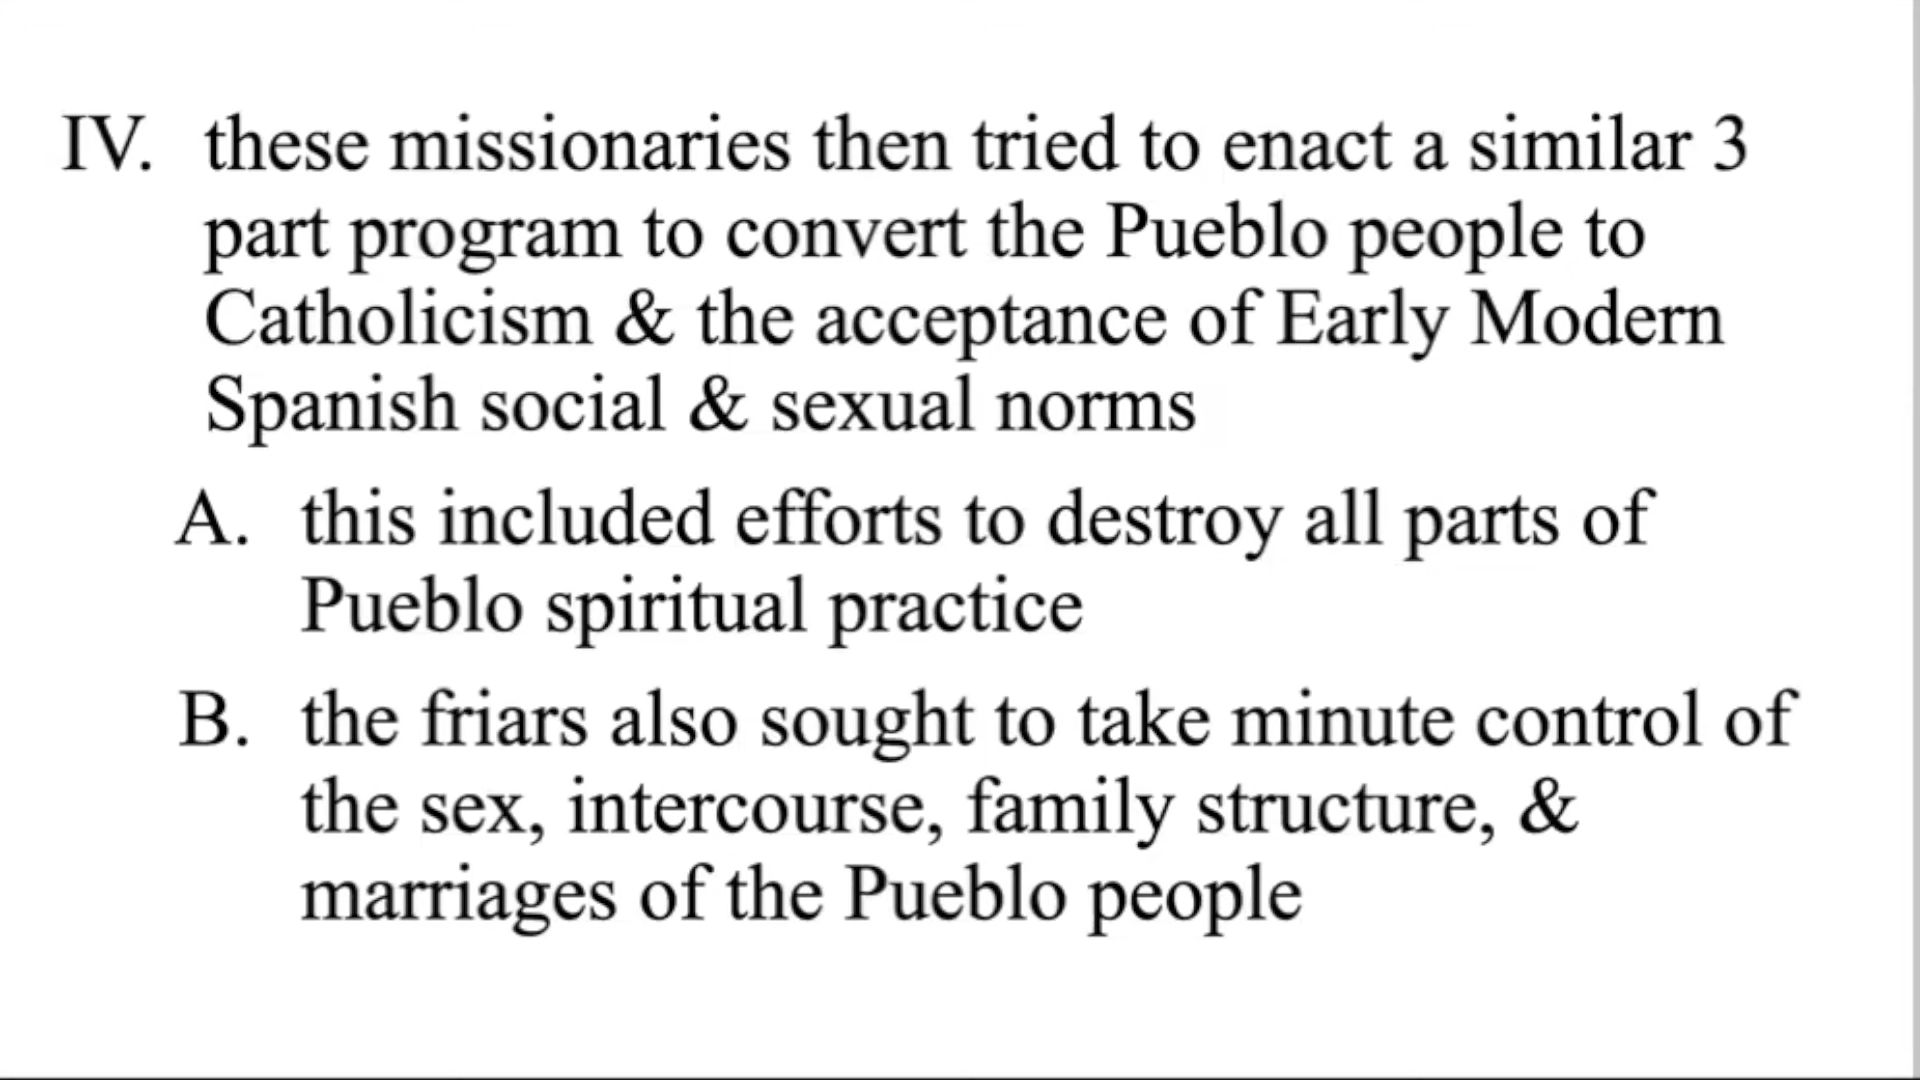 IV. these missionaries then tried to enact a similar 3
part program to convert the Pueblo people to
Catholicism & the acceptance of Early Modern
Spanish social & sexual norms
A. this included efforts to destroy all parts of
Pueblo spiritual practice
B. the friars also sought to take minute control of
the sex, intercourse, family structure, &
marriages of the Pueblo people